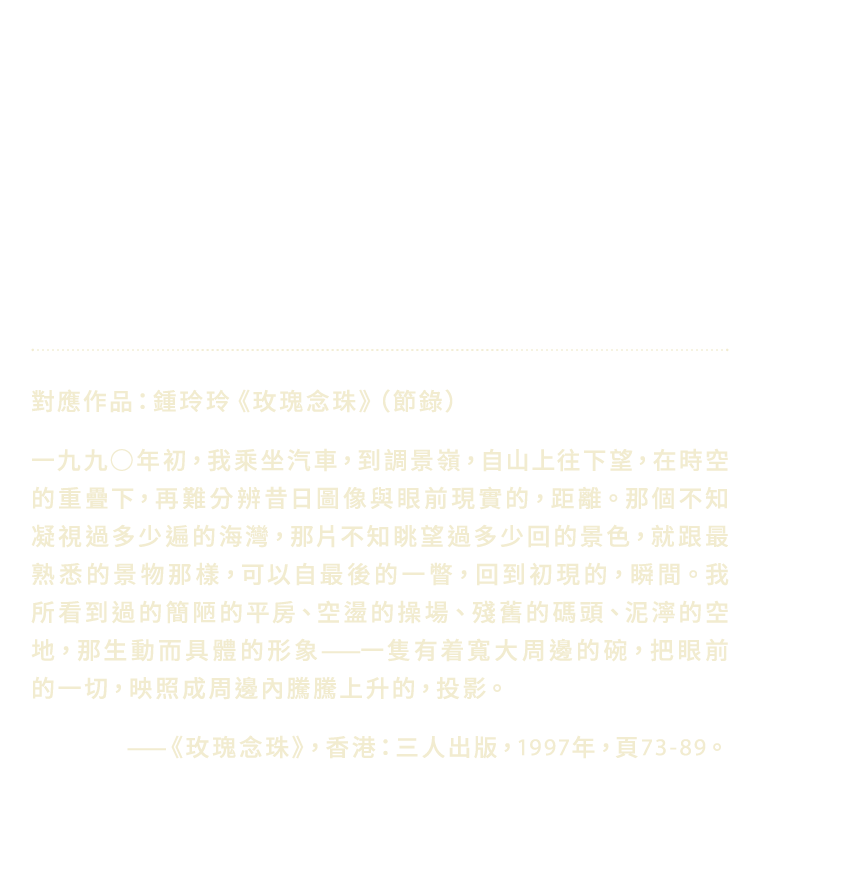 對應作品：鍾玲玲《玫瑰念珠》（節錄）
一九九〇年初，我乘坐汽車，到調景嶺，自山上往下望，在時空
的重疊下，再難分辨昔日圖像與眼前現實的，距離。那個不知
凝視過多少遍的海灣，那片不知眺望過多少回的景色，就跟最
熟悉的景物那樣，可以自最後的一瞥，回到初現的，瞬間。我
所看到過的簡陋的平房、空盪的操場、殘舊的碼頭、泥濘的空
地，那生動而具體的形象——一隻有着寬大周邊的碗，把眼前
的一切，映照成周邊內騰騰上升的，投影。
——《玫瑰念珠》，香港：三人出版，1997年，頁73-89。